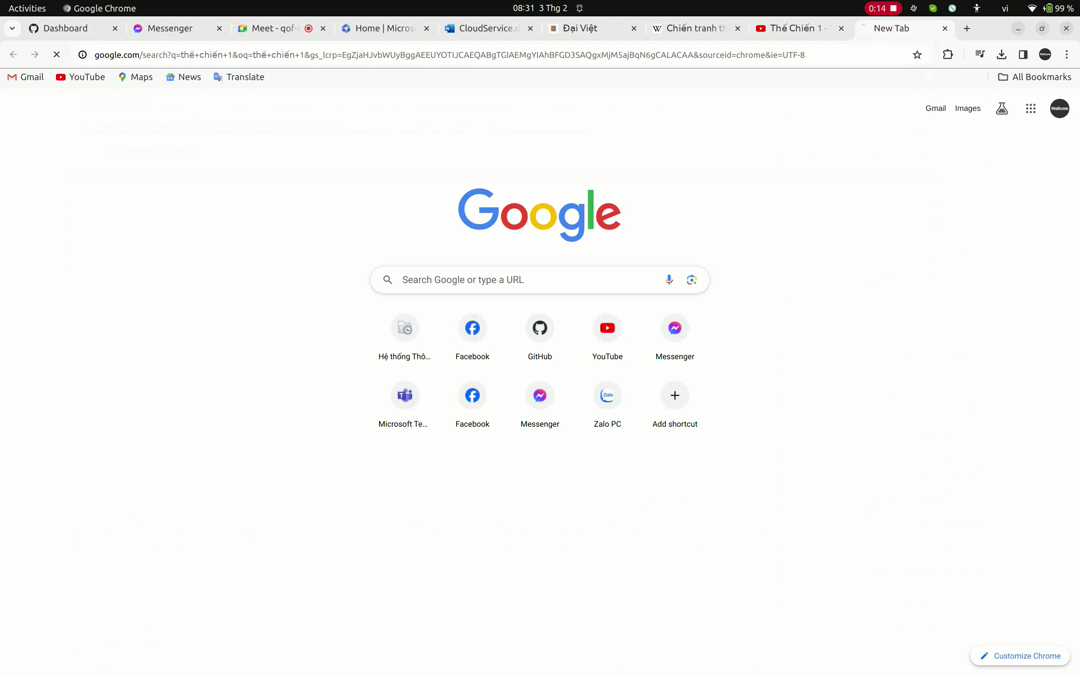 Activities Google Chrome 08:31 3 Thg 2 0:14 vi 99 %
Dashboard Messenger Meet - qof Home | Micros CloudService.c Đại Việt Chiến tranh th Thế Chiến 1 - New Tab
google.com/search?q=thế+chiến+1&oq=thế+chiến+1&gs_lcrp=EgZjaHJvbWUyBggAEEUYOTIJCAEQABgTGIAEMgYIAhBFGD3SAQgxMjM5ajBqN6gCALACAA&sourceid=chrome&ie=UTF-8
Gmail YouTube Maps News Translate All Bookmarks
Gmail Images
Google
Search Google or type a URL
Hệ thống Thô... Facebook GitHub YouTube Messenger
Microsoft Te... Facebook Messenger Zalo PC Add shortcut
Customize Chrome